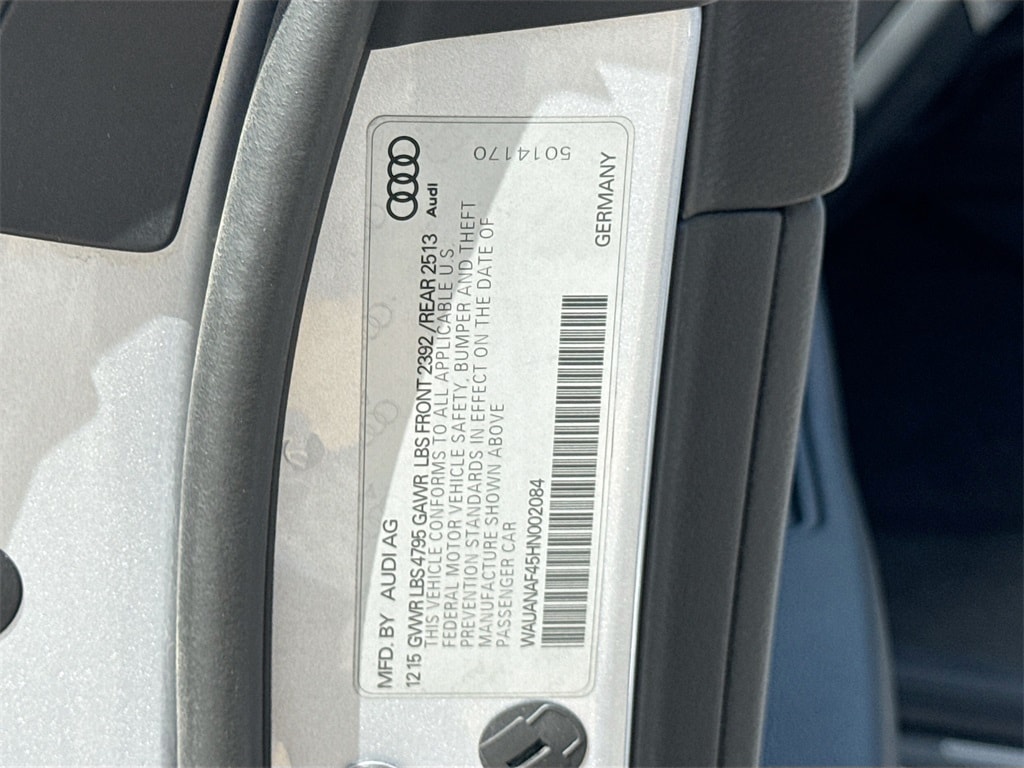 MFD. BY AUDI AG
Audi
1215 GVWR LBS 4795 GAWR LBS FRONT 2392 / REAR 2513
THIS VEHICLE CONFORMS TO ALL APPLICABLE U.S.
FEDERAL MOTOR VEHICLE SAFETY, BUMPER AND THEFT
PREVENTION STANDARDS IN EFFECT ON THE DATE OF
MANUFACTURE SHOWN ABOVE
PASSENGER CAR
5014170
WAUANAF45HN002084
GERMANY